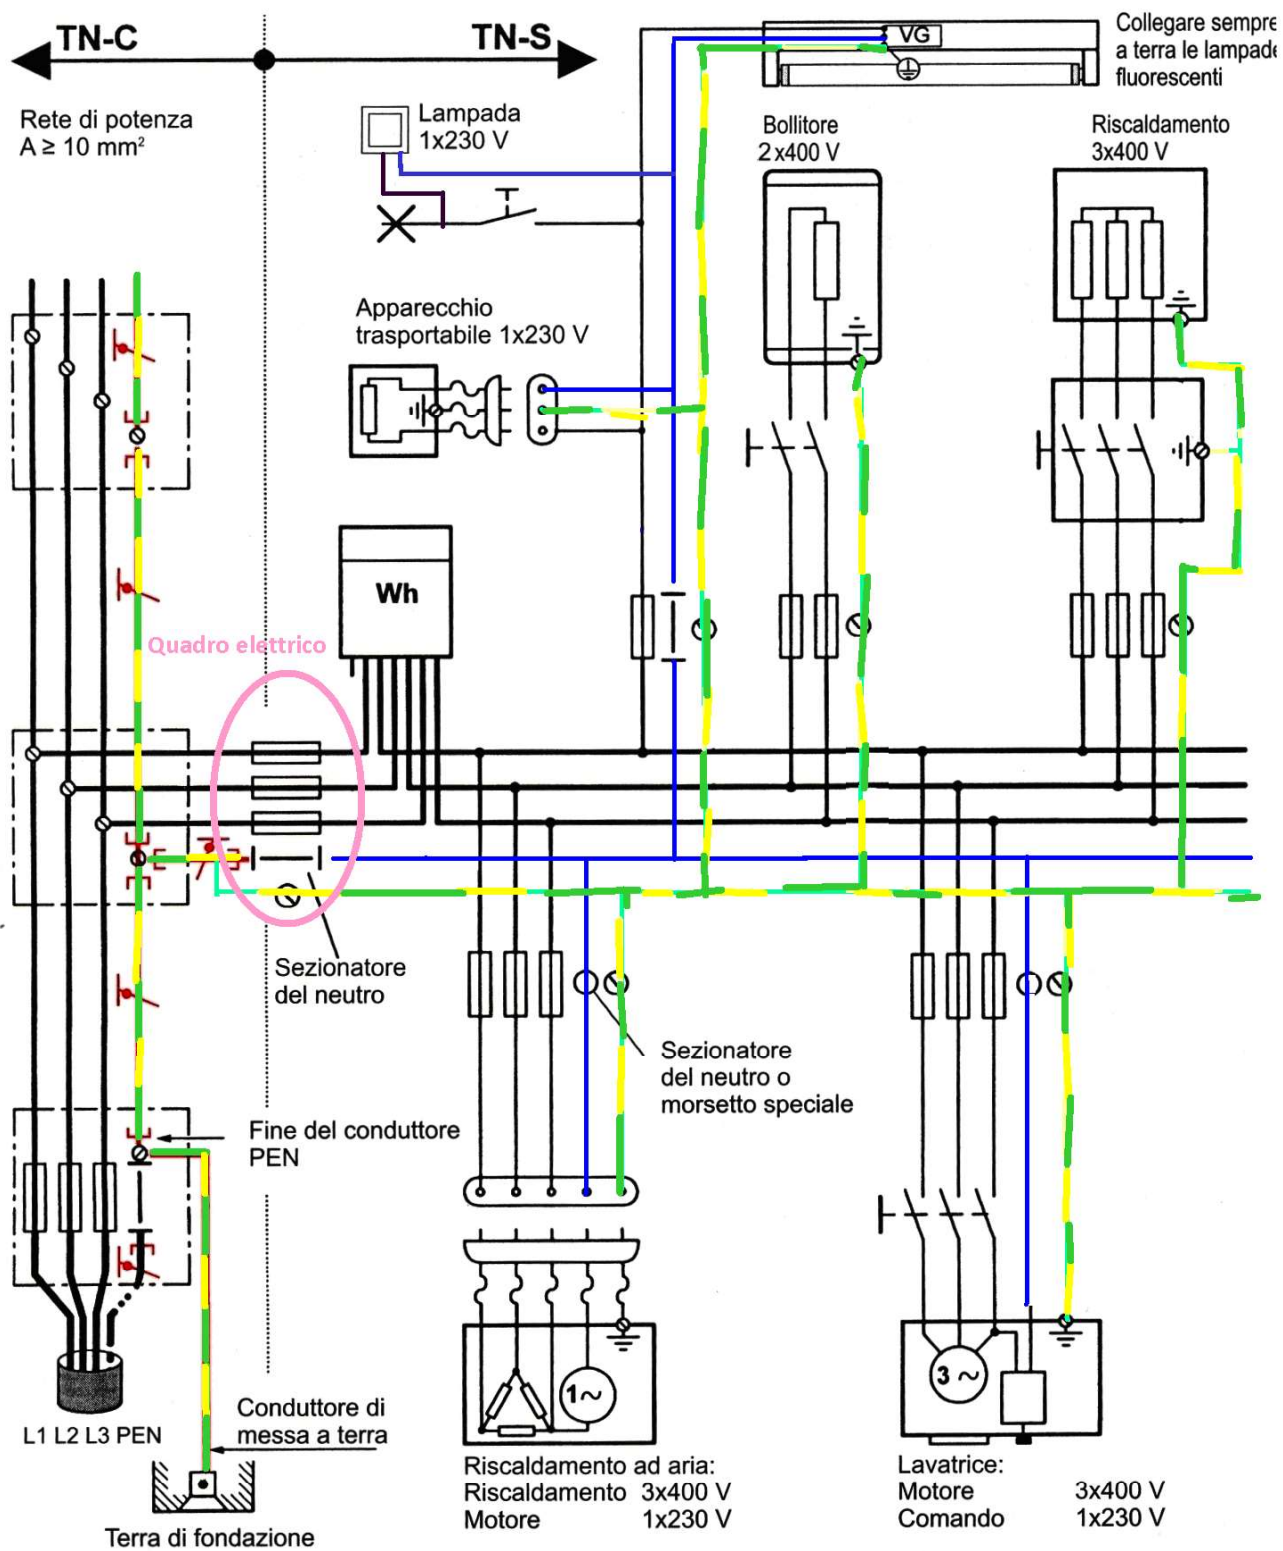 TN-C
TN-S
Rete di potenza
A ≥ 10 mm²
Lampada
1x230 V
VG
Collegare sempre
a terra le lampade
fluorescenti
Bollitore
2x400 V
Riscaldamento
3x400 V
Apparecchio
trasportabile 1x230 V
Wh
Quadro elettrico
Sezionatore
del neutro
Sezionatore
del neutro o
morsetto speciale
Fine del conduttore
PEN
L1 L2 L3 PEN
Conduttore di
messa a terra
Terra di fondazione
1~
3~
Riscaldamento ad aria:
Riscaldamento 3x400 V
Motore 1x230 V
Lavatrice:
Motore 3x400 V
Comando 1x230 V